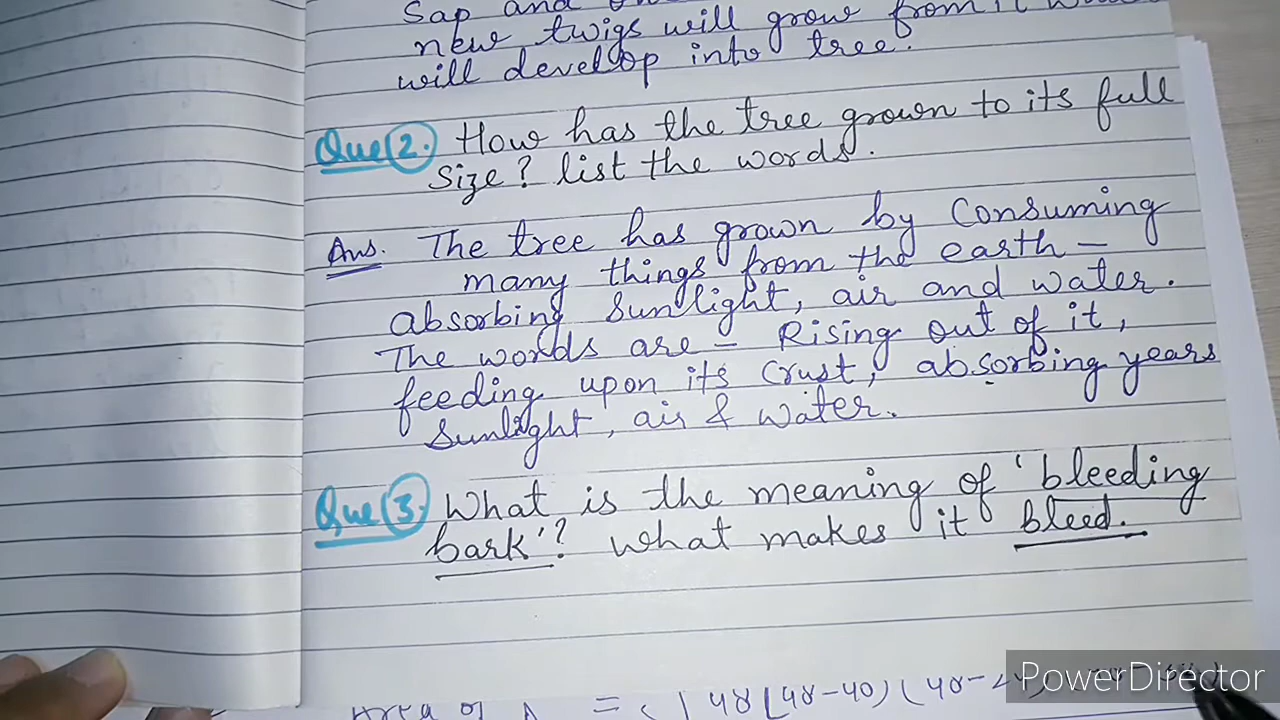 Sap and
new twigs will grow from it
will develop into tree.
Que 2. How has the tree grown to its full
Size? list the words.
Ans. The tree has grown by Consuming
many things from the earth –
absorbing Sunlight, air and water.
The words are – Rising out of it,
feeding upon its Crust, absorbing years
Sunlight, air & water.
Que 3. What is the meaning of 'bleeding
bark'? What makes it bleed.
PowerDirector